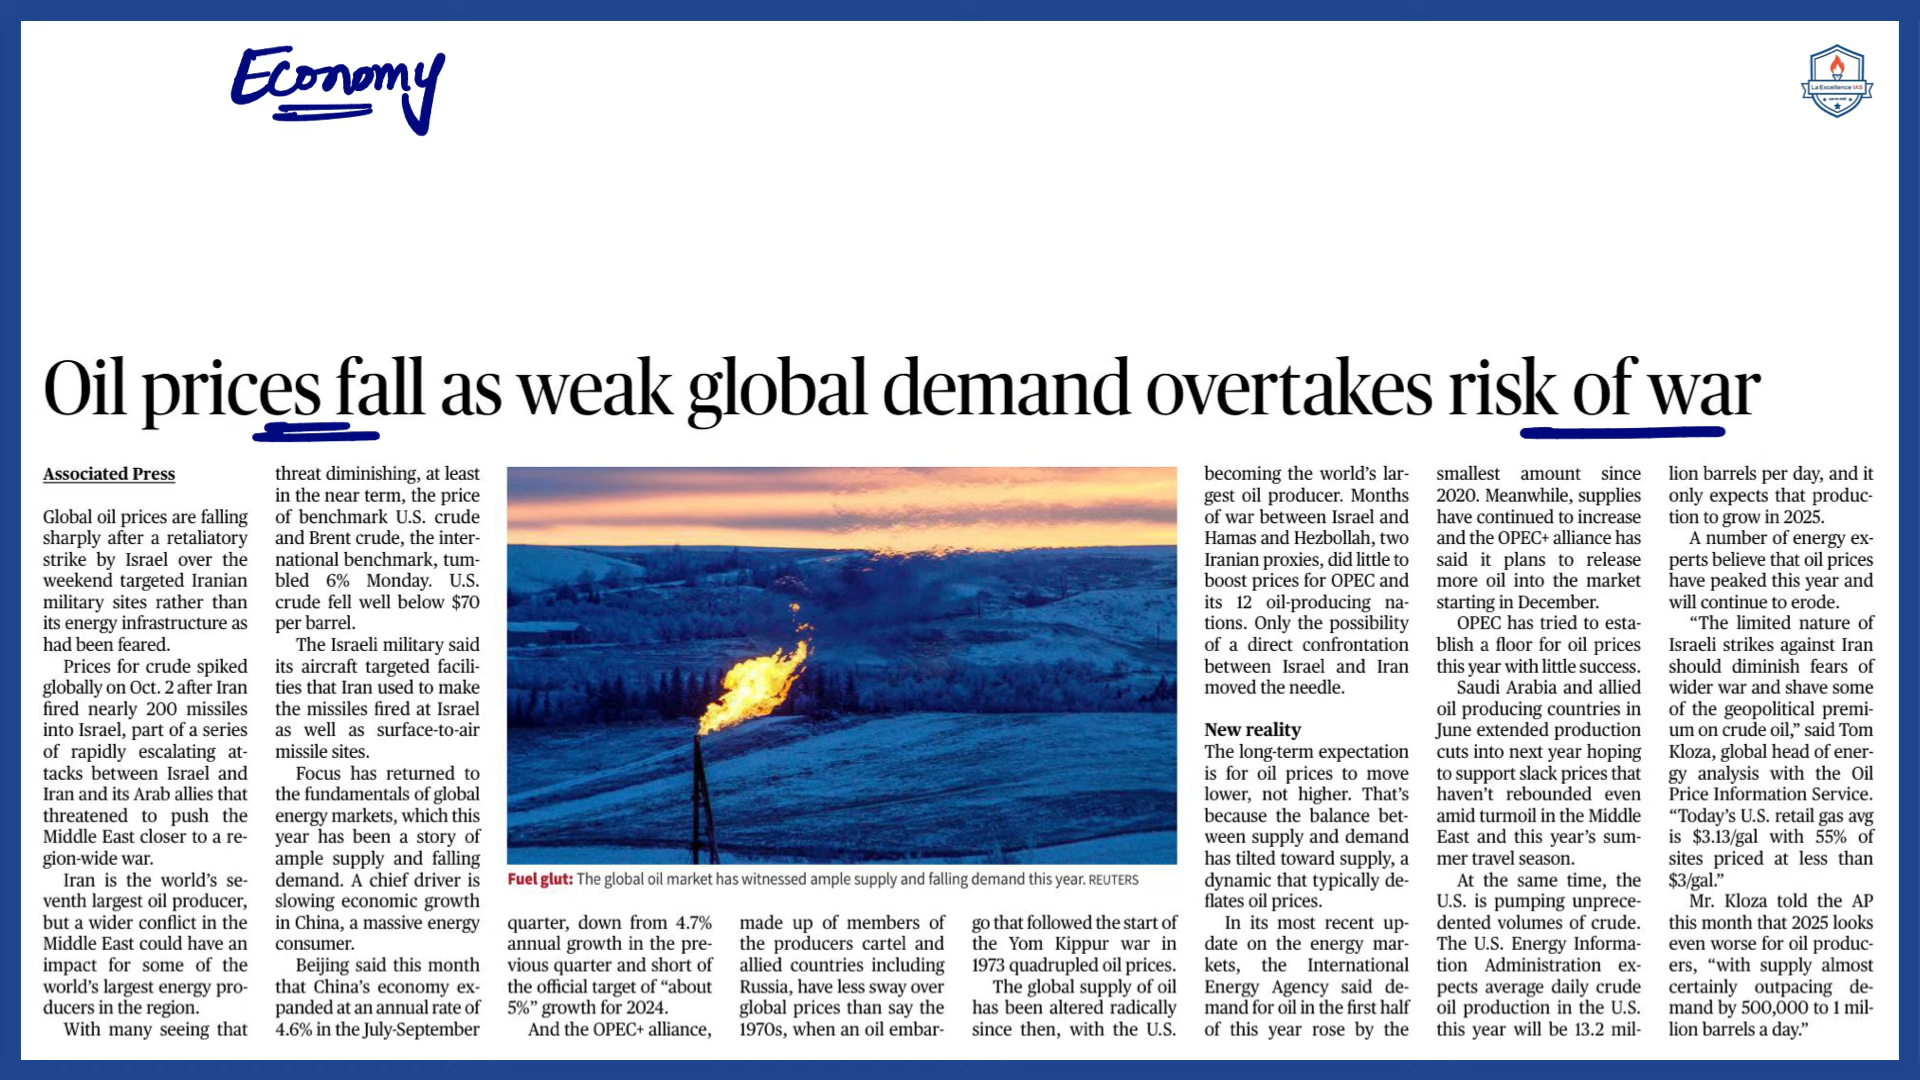 Economy
La Excellence IAS
Oil prices fall as weak global demand overtakes risk of war
Associated Press
Global oil prices are falling
sharply after a retaliatory
strike by Israel over the
weekend targeted Iranian
military sites rather than
its energy infrastructure as
had been feared.
Prices for crude spiked
globally on Oct. 2 after Iran
fired nearly 200 missiles
into Israel, part of a series
of rapidly escalating at-
tacks between Israel and
Iran and its Arab allies that
threatened to push the
Middle East closer to a re-
gion-wide war.
Iran is the world's se-
venth largest oil producer,
but a wider conflict in the
Middle East could have an
impact for some of the
world's largest energy pro-
ducers in the region.
With many seeing that
threat diminishing, at least
in the near term, the price
of benchmark U.S. crude
and Brent crude, the inter-
national benchmark, tum-
bled 6% Monday. U.S.
crude fell well below $70
per barrel.
The Israeli military said
its aircraft targeted facili-
ties that Iran used to make
the missiles fired at Israel
as well as surface-to-air
missile sites.
Focus has returned to
the fundamentals of global
energy markets, which this
year has been a story of
ample supply and falling
demand. A chief driver is
slowing economic growth
in China, a massive energy
consumer.
Beijing said this month
that China's economy ex-
panded at an annual rate of
4.6% in the July-September
Fuel glut: The global oil market has witnessed ample supply and falling demand this year. REUTERS
quarter, down from 4.7%
annual growth in the pre-
vious quarter and short of
the official target of "about
5%" growth for 2024.
And the OPEC+ alliance,
made up of members of
the producers cartel and
allied countries including
Russia, have less sway over
global prices than say the
1970s, when an oil embar-
go that followed the start of
the Yom Kippur war in
1973 quadrupled oil prices.
The global supply of oil
has been altered radically
since then, with the U.S.
becoming the world's lar-
gest oil producer. Months
of war between Israel and
Hamas and Hezbollah, two
Iranian proxies, did little to
boost prices for OPEC and
its 12 oil-producing na-
tions. Only the possibility
of a direct confrontation
between Israel and Iran
moved the needle.
New reality
The long-term expectation
is for oil prices to move
lower, not higher. That's
because the balance bet-
ween supply and demand
has tilted toward supply, a
dynamic that typically de-
flates oil prices.
In its most recent up-
date on the energy mar-
kets, the International
Energy Agency said de-
mand for oil in the first half
of this year rose by the
smallest amount since
2020. Meanwhile, supplies
have continued to increase
and the OPEC+ alliance has
said it plans to release
more oil into the market
starting in December.
OPEC has tried to esta-
blish a floor for oil prices
this year with little success.
Saudi Arabia and allied
oil producing countries in
June extended production
cuts into next year hoping
to support slack prices that
haven't rebounded even
amid turmoil in the Middle
East and this year's sum-
mer travel season.
At the same time, the
U.S. is pumping unprece-
dented volumes of crude.
The U.S. Energy Informa-
tion Administration ex-
pects average daily crude
oil production in the U.S.
this year will be 13.2 mil-
lion barrels per day, and it
only expects that produc-
tion to grow in 2025.
A number of energy ex-
perts believe that oil prices
have peaked this year and
will continue to erode.
"The limited nature of
Israeli strikes against Iran
should diminish fears of
wider war and shave some
of the geopolitical premi-
um on crude oil," said Tom
Kloza, global head of ener-
gy analysis with the Oil
Price Information Service.
"Today's U.S. retail gas avg
is $3.13/gal with 55% of
sites priced at less than
$3/gal."
Mr. Kloza told the AP
this month that 2025 looks
even worse for oil produc-
ers, "with supply almost
certainly outpacing de-
mand by 500,000 to 1 mil-
lion barrels a day."